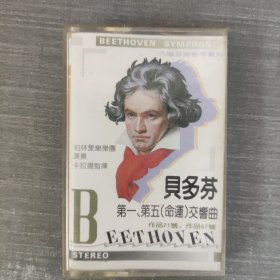 BEETHOVEN SYMPHONY
柏林愛樂樂團
演奏
卡拉揚指揮
貝多芬
第一、第五(命運)交響曲
作品21號、作品67號
BEETHOVEN
STEREO